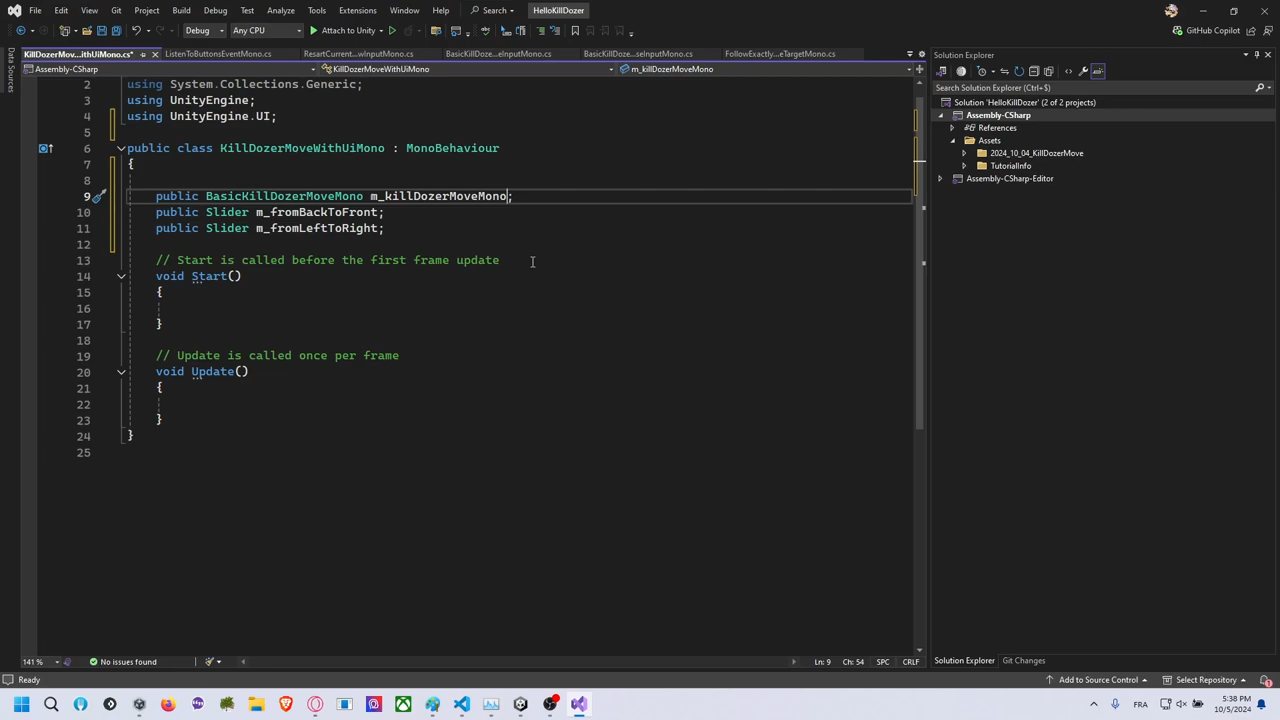 File Edit View Git Project Build Debug Test Analyze Tools Extensions Window Help Search HelloKillDozer
Debug Any CPU Attach to Unity GitHub Copilot
KillDozerMov...ithUiMono.cs* ListenToButtonsEventMono.cs ResartCurrent...wInputMono.cs BasicKillDoze...eInputMono.cs BasicKillDoz...seInputMono.cs FollowExactly...eTargetMono.cs
Assembly-CSharp KillDozerMoveWithUiMono m_killDozerMoveMono
Data Sources
2 using System.Collections.Generic;
3 using UnityEngine;
4 using UnityEngine.UI;
5
6 public class KillDozerMoveWithUiMono : MonoBehaviour
7 {
8
9 public BasicKillDozerMoveMono m_killDozerMoveMono;
10 public Slider m_fromBackToFront;
11 public Slider m_fromLeftToRight;
12
13 // Start is called before the first frame update
14 void Start()
15 {
16
17 }
18
19 // Update is called once per frame
20 void Update()
21 {
22
23 }
24 }
25
141 % No issues found Ln: 9 Ch: 54 SPC CRLF
Solution Explorer
Search Solution Explorer (Ctrl+$)
Solution 'HelloKillDozer' (2 of 2 projects)
Assembly-CSharp
References
Assets
2024_10_04_KillDozerMove
TutorialInfo
Assembly-CSharp-Editor
Solution Explorer Git Changes
Ready Add to Source Control Select Repository
FRA 5:38 PM
10/5/2024